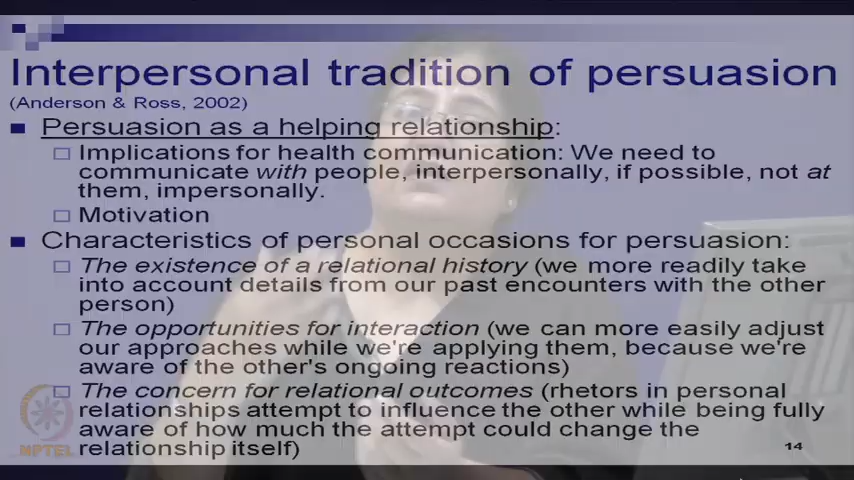 Interpersonal tradition of persuasion
(Anderson & Ross, 2002)
Persuasion as a helping relationship:
Implications for health communication: We need to
communicate with people, interpersonally, if possible, not at
them, impersonally.
Motivation
Characteristics of personal occasions for persuasion:
The existence of a relational history (we more readily take
into account details from our past encounters with the other
person)
The opportunities for interaction (we can more easily adjust
our approaches while we're applying them, because we're
aware of the other's ongoing reactions)
The concern for relational outcomes (rhetors in personal
relationships attempt to influence the other while being fully
aware of how much the attempt could change the
relationship itself)
14
NPTEL